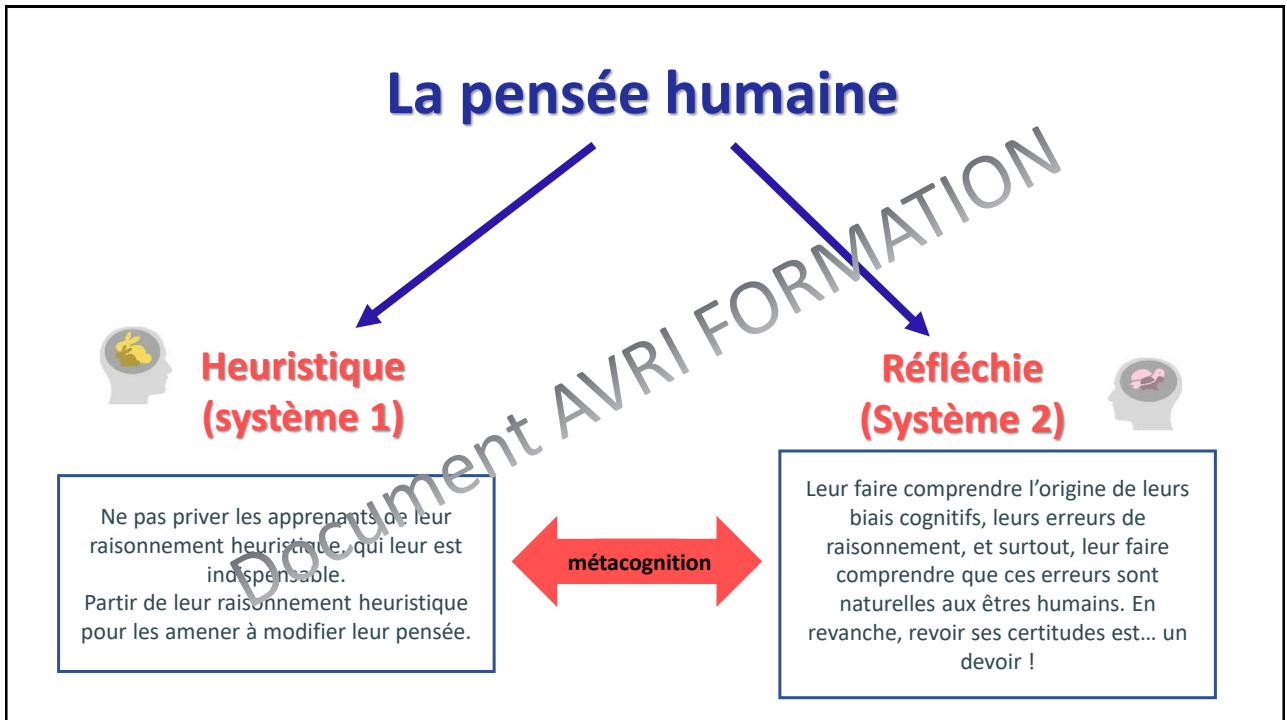 La pensée humaine
Heuristique
(système 1)
Ne pas priver les apprenants de leur
raisonnement heuristique, qui leur est
indispensable.
Partir de leur raisonnement heuristique
pour les amener à modifier leur pensée.
métacognition
Réfléchie
(Système 2)
Leur faire comprendre l’origine de leurs
biais cognitifs, leurs erreurs de
raisonnement, et surtout, leur faire
comprendre que ces erreurs sont
naturelles aux êtres humains. En
revanche, revoir ses certitudes est… un
devoir !
Document AVRI FORMATION